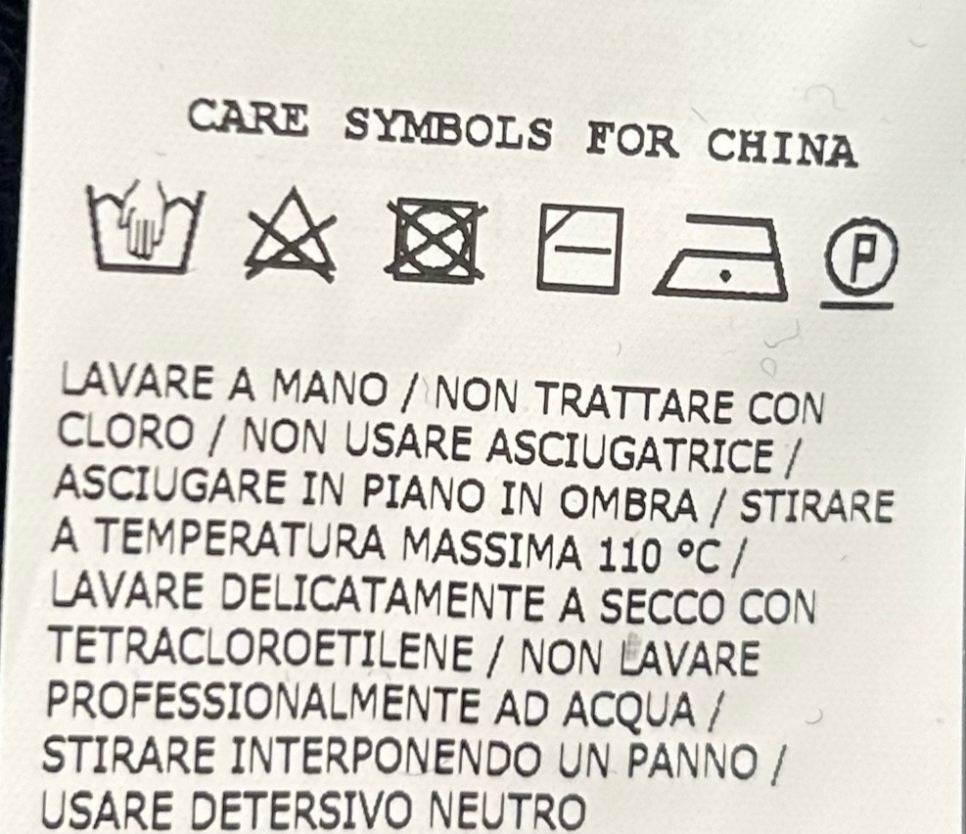 CARE SYMBOLS FOR CHINA
P
LAVARE A MANO / NON TRATTARE CON
CLORO / NON USARE ASCIUGATRICE /
ASCIUGARE IN PIANO IN OMBRA / STIRARE
A TEMPERATURA MASSIMA 110 °C /
LAVARE DELICATAMENTE A SECCO CON
TETRACLOROETILENE / NON LAVARE
PROFESSIONALMENTE AD ACQUA /
STIRARE INTERPONENDO UN PANNO /
USARE DETERSIVO NEUTRO